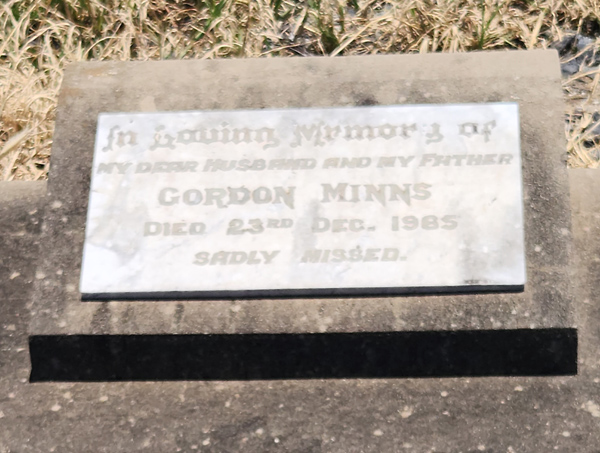 In Loving Memory of
MY DEAR HUSBAND AND MY FATHER
GORDON MINNS
DIED 23RD DEC. 1985
SADLY MISSED.